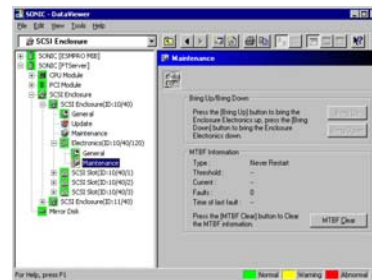 SONIC - DataViewer
File Edit View Tools Help
SCSI Enclosure
SONIC [ESMPRO MIB]
SONIC [PTServer]
CPU Module
PCI Module
SCSI Enclosure
SCSI Enclosure(ID:10/40)
General
Update
Maintenance
Electronics(ID:10/40/120)
General
Maintenance
SCSI Slot(ID:10/40/1)
SCSI Slot(ID:10/40/2)
SCSI Slot(ID:10/40/3)
SCSI Enclosure(ID:11/40)
Mirror Disk
Maintenance
Bring Up/Bring Down
Press the [Bring Up] button to bring the
Enclosure Electronics up, press the [Bring
Down] button to bring the Enclosure
Electronics down.
MTBF Information
Type : Never Restart
Threshold : -
Current : -
Faults : 0
Time of last fault : -
Press the [MTBF Clear] button to Clear
the MTBF information.
MTBF Clear
For Help, press F1
Normal Warning Abnormal